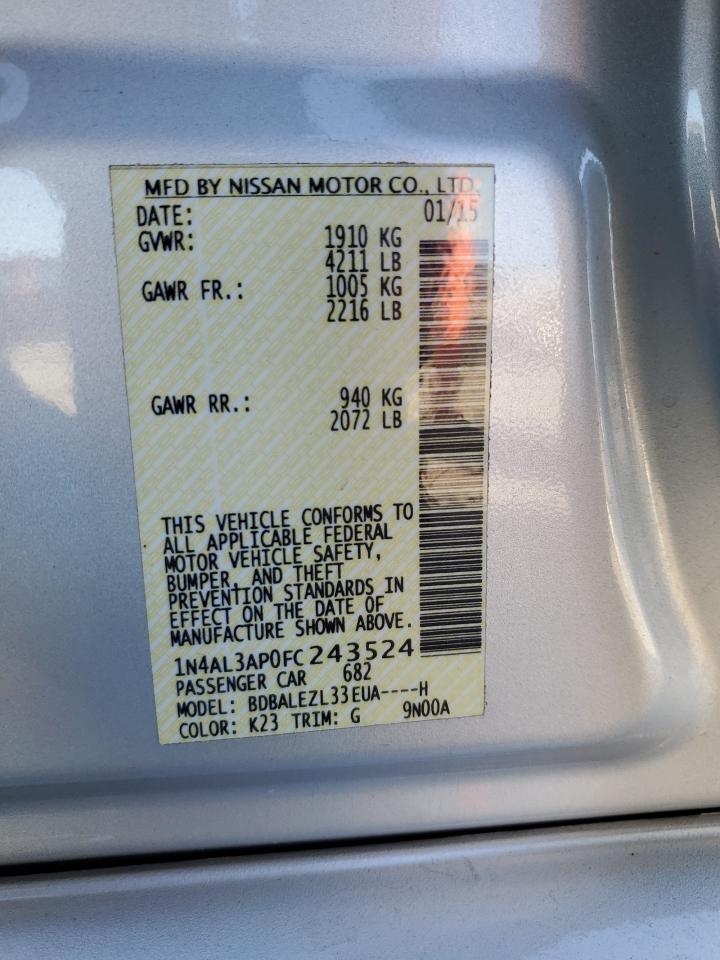 MFD BY NISSAN MOTOR CO., LTD.
DATE: 01/15
GVWR: 1910 KG
4211 LB
GAWR FR.: 1005 KG
2216 LB
GAWR RR.: 940 KG
2072 LB
THIS VEHICLE CONFORMS TO
ALL APPLICABLE FEDERAL
MOTOR VEHICLE SAFETY,
BUMPER, AND THEFT
PREVENTION STANDARDS IN
EFFECT ON THE DATE OF
MANUFACTURE SHOWN ABOVE.
1N4AL3AP0FC243524
PASSENGER CAR 682
MODEL: BDBALEZL33EUA----H
COLOR: K23 TRIM: G 9N00A